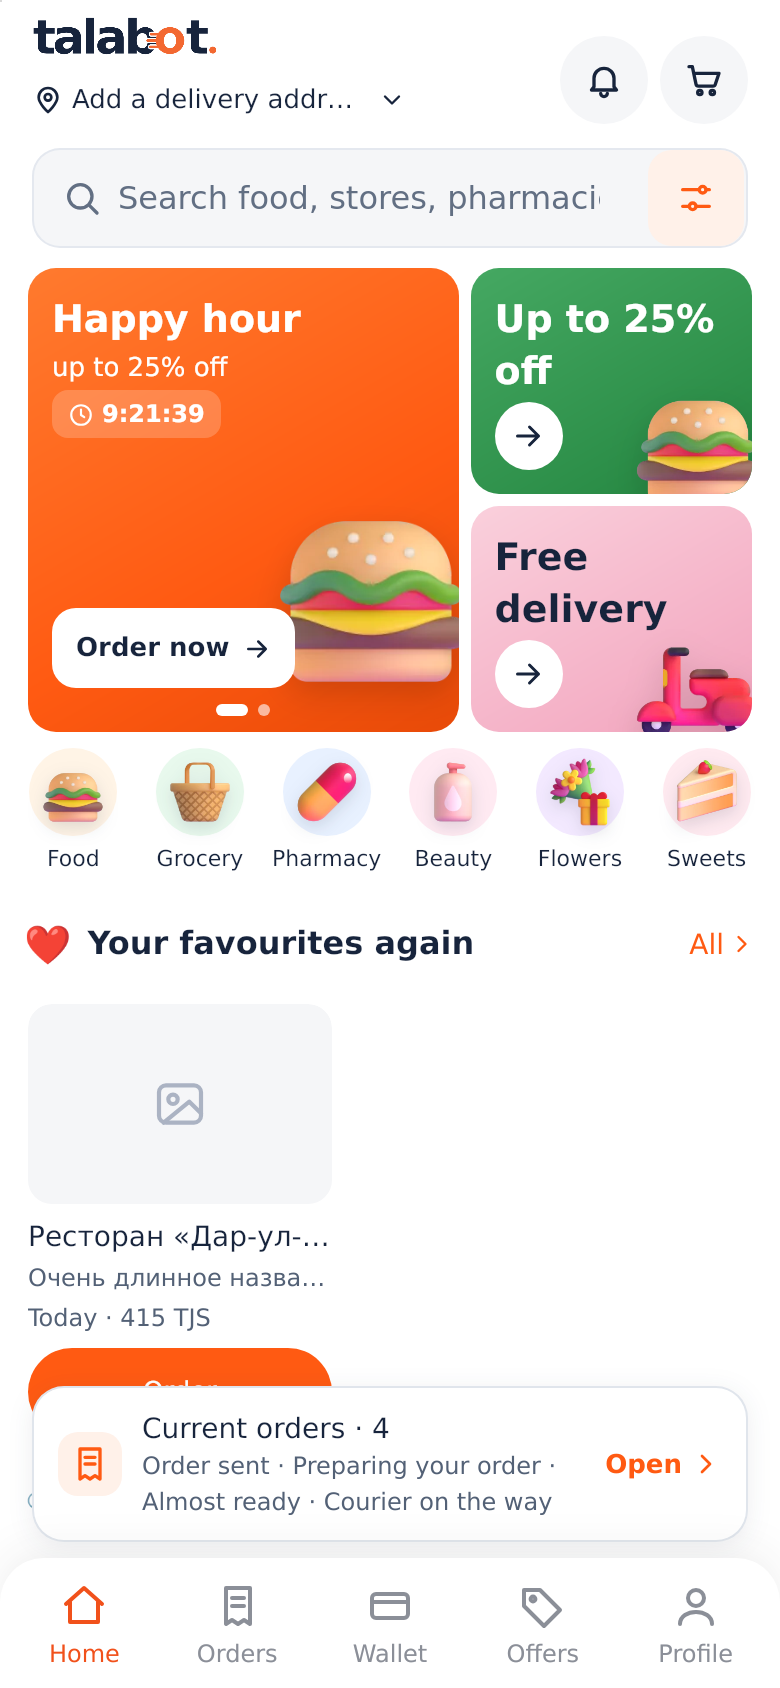 talabot.
Add a delivery addr...
Search food, stores, pharmaci
Happy hour
up to 25% off
9:21:39
Order now
Up to 25%
off
Free
delivery
Food
Grocery
Pharmacy
Beauty
Flowers
Sweets
Your favourites again
All
Ресторан «Дар-ул-...
Очень длинное назва...
Today · 415 TJS
Current orders · 4
Order sent · Preparing your order ·
Almost ready · Courier on the way
Open
Home
Orders
Wallet
Offers
Profile